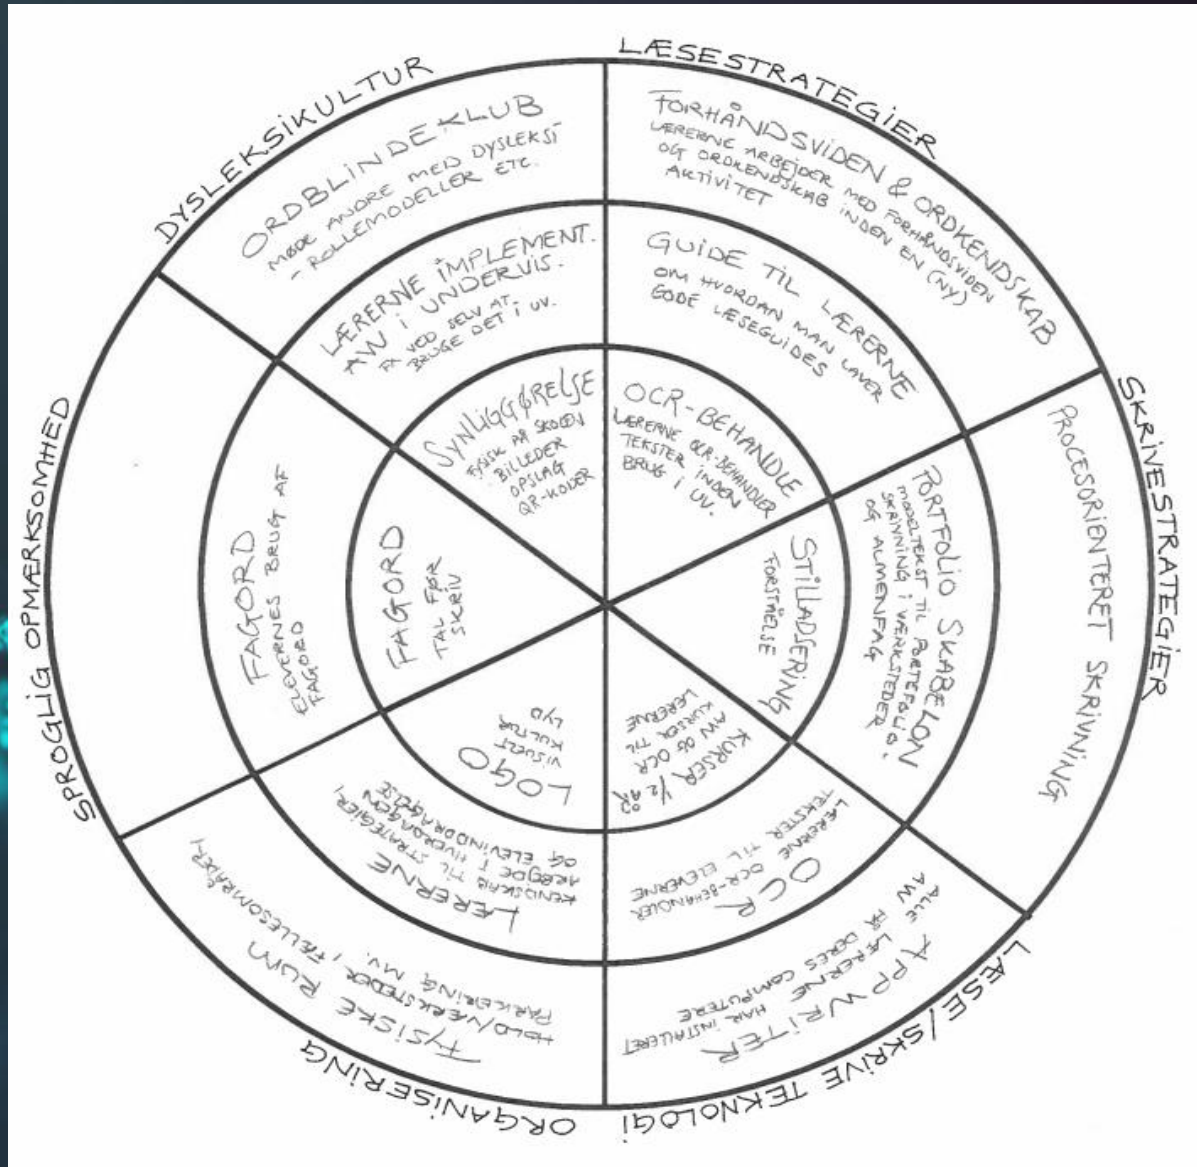 LÆSESTRATEGIER
FORHÅNDSVIDEN & ORDKENDSKAB
LÆRERNE ARBEJDER MED FORHÅNDSVIDEN
OG ORDKENDSKAB INDEN EN (NY)
AKTIVITET
GUIDE TIL LÆRERNE
OM HVORDAN MAN LAVER
GODE LÆSEGUIDES
OCR-BEHANDLE
LÆRERNE OCR-BEHANDLER
TEKSTER INDEN
BRUG I UV.
SKRIVESTRATEGIER
PROCESORIENTERET SKRIVNING
PORTFOLIO SKABELON
MODELTEKST TIL PORTEFØLIO-
SKRIVNING I VÆRKSTEDER
OG ALMENFAG
STILLADSERING
FORSTÅELSE
LÆSE/SKRIVE TEKNOLOGI
APPWRITER
ALLE LÆRERNE HAR INSTALLERET
AW PÅ DERES COMPUTERE
OCR
LÆRERNE OCR-BEHANDLER
TEKSTER TIL ELEVERNE
KURSER 1/2 ÅR
AW OG OCR
KURSER TIL
LÆRERNE
ORGANISERING
FYSISKE RUM
HOLD/VÆRKSTEDER, FÆLLESOMRÅDER,
PARKERING MV.
LÆRERNE
KENDSKAB TIL STRATEGIER,
ARBEJDE I HVERDAGEN
OG ELEVINDDRAGELSE
LOGO
VISUELT
KULTUR
LYD
SPROGLIG OPMÆRKSOMHED
FAGORD
ELEVERNES BRUG AF
FAGORD
FAGORD
TAL FØR
SKRIV
DYSLEKSIKULTUR
ORDBLINDEKLUB
MØDE ANDRE MED DYSLEKSI
- ROLLEMODELLER ETC.
LÆRERNE IMPLEMENT.
AW I UNDERVIS.
FX VED SELV AT
BRUGE DET I UV.
SYNLIGGØRELSE
FYSISK PÅ SKOLEN
BILLEDER
OPSLAG
QR-KODER